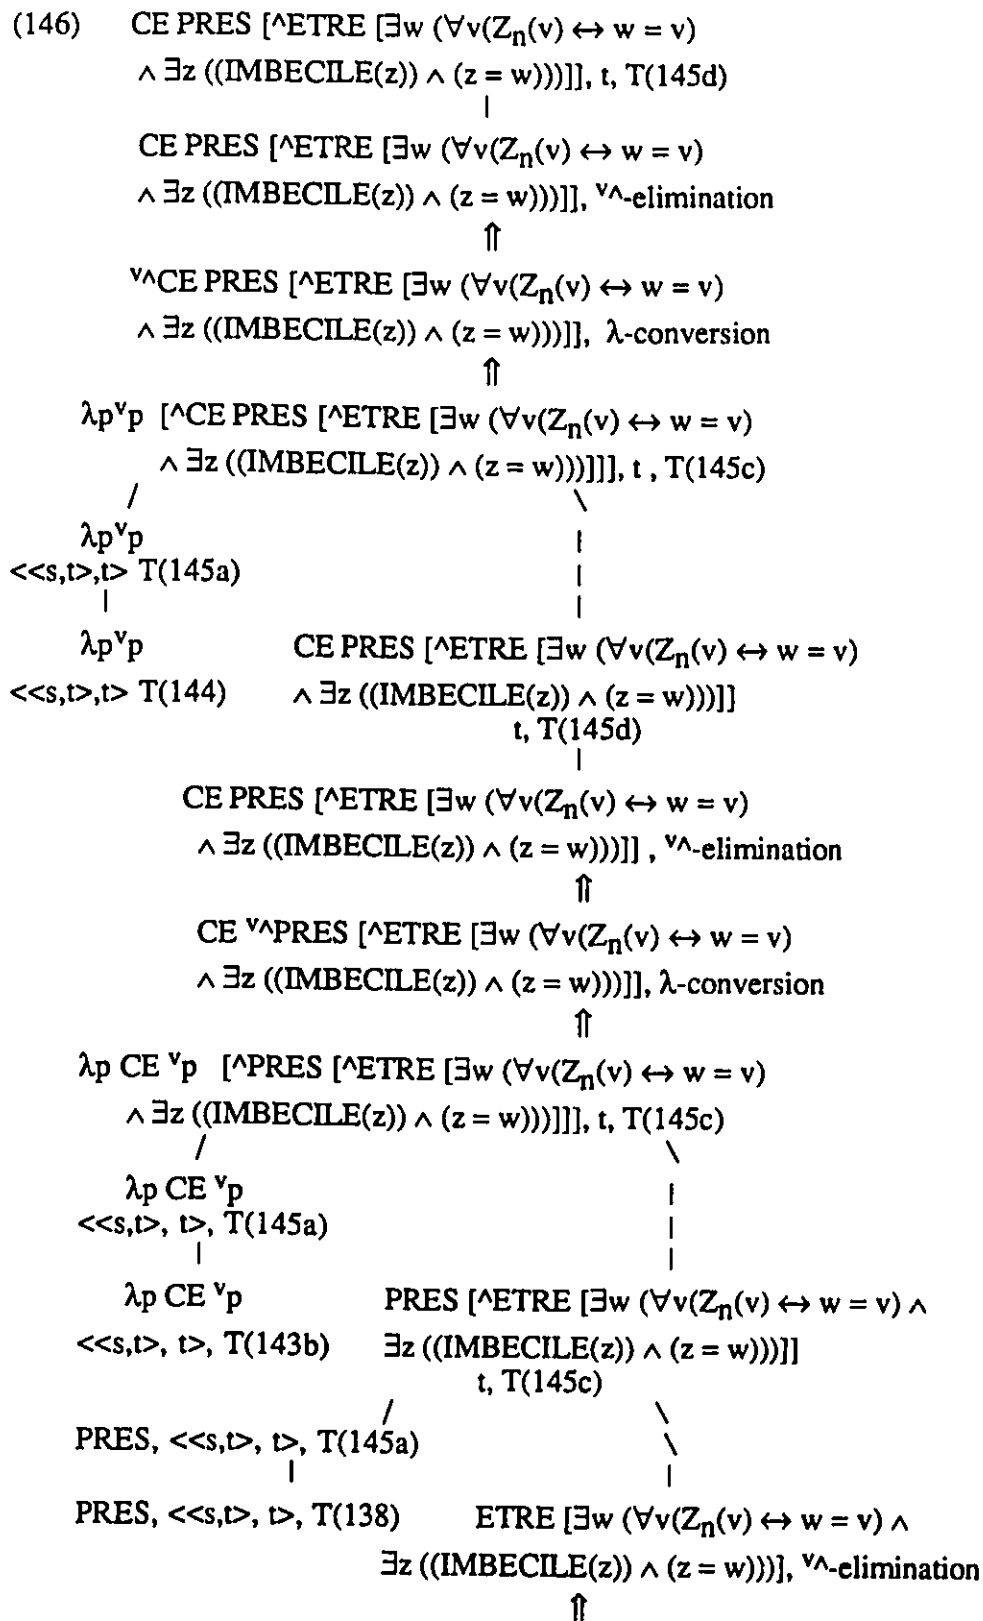 (146) CE PRES [^ETRE [∃w (∀v(Zₙ(v) ↔ w = v)
∧ ∃z ((IMBECILE(z)) ∧ (z = w)))]], t, T(145d)
|
CE PRES [^ETRE [∃w (∀v(Zₙ(v) ↔ w = v)
∧ ∃z ((IMBECILE(z)) ∧ (z = w)))]], ᵛ^-elimination
⇑
ᵛ^CE PRES [^ETRE [∃w (∀v(Zₙ(v) ↔ w = v)
∧ ∃z ((IMBECILE(z)) ∧ (z = w)))]], λ-conversion
⇑
λpᵛp [^CE PRES [^ETRE [∃w (∀v(Zₙ(v) ↔ w = v)
∧ ∃z ((IMBECILE(z)) ∧ (z = w)))]]], t , T(145c)
/ \
λpᵛp |
<<s,t>,t> T(145a) |
| |
λpᵛp CE PRES [^ETRE [∃w (∀v(Zₙ(v) ↔ w = v)
<<s,t>,t> T(144) ∧ ∃z ((IMBECILE(z)) ∧ (z = w)))]]
t, T(145d)
|
CE PRES [^ETRE [∃w (∀v(Zₙ(v) ↔ w = v)
∧ ∃z ((IMBECILE(z)) ∧ (z = w)))]] , ᵛ^-elimination
⇑
CE ᵛ^PRES [^ETRE [∃w (∀v(Zₙ(v) ↔ w = v)
∧ ∃z ((IMBECILE(z)) ∧ (z = w)))]], λ-conversion
⇑
λp CE ᵛp [^PRES [^ETRE [∃w (∀v(Zₙ(v) ↔ w = v)
∧ ∃z ((IMBECILE(z)) ∧ (z = w)))]]], t, T(145c)
/ \
λp CE ᵛp |
<<s,t>, t>, T(145a) |
| |
λp CE ᵛp PRES [^ETRE [∃w (∀v(Zₙ(v) ↔ w = v) ∧
<<s,t>, t>, T(143b) ∃z ((IMBECILE(z)) ∧ (z = w)))]]
t, T(145c)
/ \
PRES, <<s,t>, t>, T(145a) \
| |
PRES, <<s,t>, t>, T(138) ETRE [∃w (∀v(Zₙ(v) ↔ w = v) ∧
∃z ((IMBECILE(z)) ∧ (z = w)))], ᵛ^-elimination
⇑